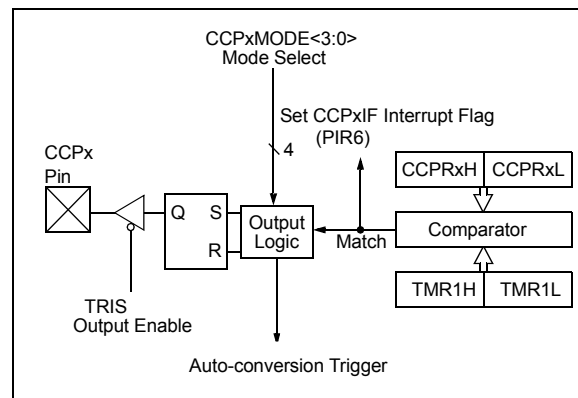 CCPxMODE<3:0>
Mode Select
Set CCPxIF Interrupt Flag
(PIR6)
4
CCPx
Pin
CCPRxH CCPRxL
Q S
R
Output
Logic
Match
Comparator
TMR1H TMR1L
TRIS
Output Enable
Auto-conversion Trigger